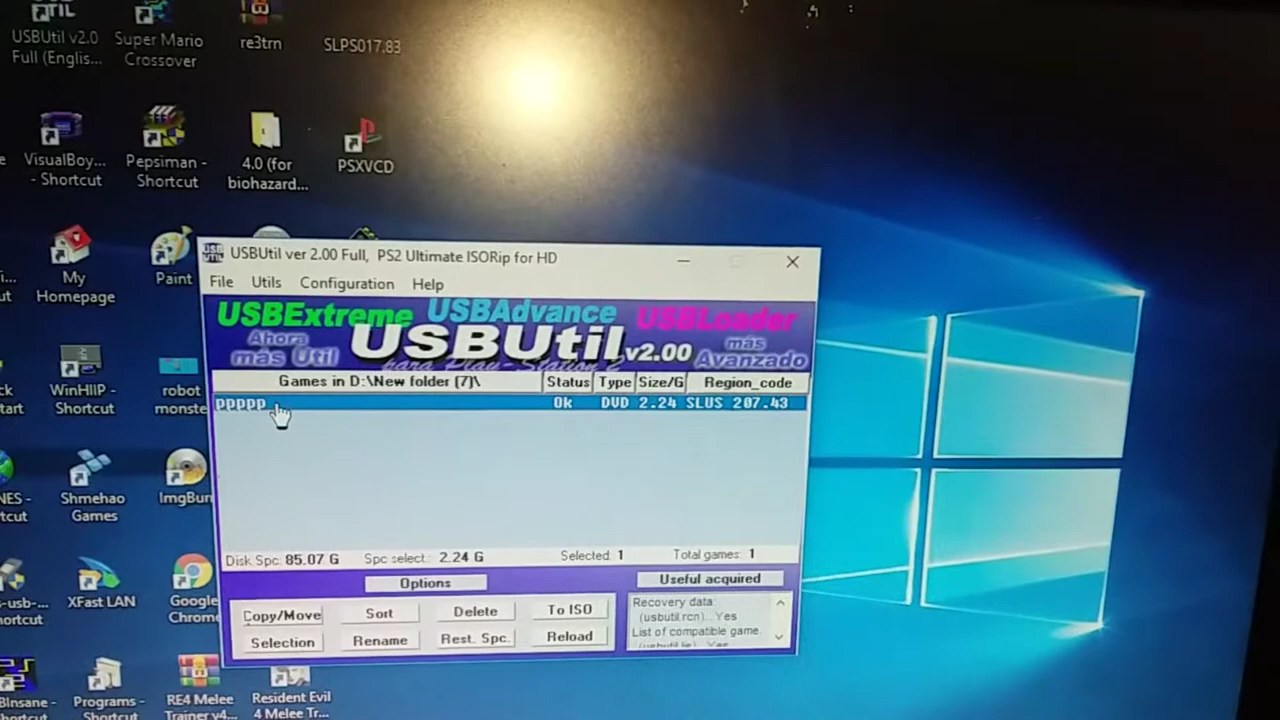 USBUtil v2.0
Full (Englis...
Super Mario
Crossover
re3trn
SLPS017.83
VisualBoy...
- Shortcut
Pepsiman -
Shortcut
4.0 (for
biohazard...
PSXVCD
My
Homepage
Paint
WinHIIP -
Shortcut
robot
monste
Shmehao
Games
ImgBur
XFast LAN
Google
Chrom
Programs -
Shortcut
RE4 Melee
Trainer v4...
Resident Evil
4 Melee Tr...
USBUtil ver 2.00 Full, PS2 Ultimate ISORip for HD
File Utils Configuration Help
USBExtreme USBAdvance USBLoader
Ahora
más Util
USBUtil v2.00
más
Avanzado
para Play-Station 2
Games in D:\New folder (7)\ Status Type Size/G Region_code
ppppp Ok DVD 2.24 SLUS 207.43
Disk Spc: 85.07 G Spc select.: 2.24 G Selected: 1 Total games: 1
Options
Useful acquired
Copy/Move Sort Delete To ISO
Selection Rename Rest. Spc. Reload
Recovery data:
(usbutil.rcn)...Yes
List of compatible game.